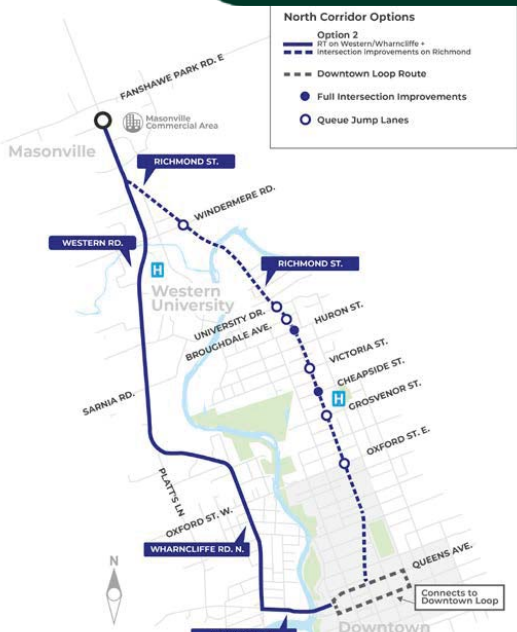 North Corridor Options
Option 2
RT on Western/Wharncliffe +
Intersection Improvements on Richmond
Downtown Loop Route
Full Intersection Improvements
Queue Jump Lanes
FANSHAWE PARK RD. E
Masonville
Commercial Area
Masonville
RICHMOND ST.
WINDERMERE RD.
WESTERN RD.
H
RICHMOND ST.
Western
University
UNIVERSITY DR.
HURON ST.
BROUGHDALE AVE.
VICTORIA ST.
CHEAPSIDE ST.
H
GROSVENOR ST.
SARNIA RD.
OXFORD ST. E.
PLATT'S LN
OXFORD ST. W.
WHARNCLIFFE RD. N.
QUEENS AVE.
N
Connects to
Downtown Loop
Downtown